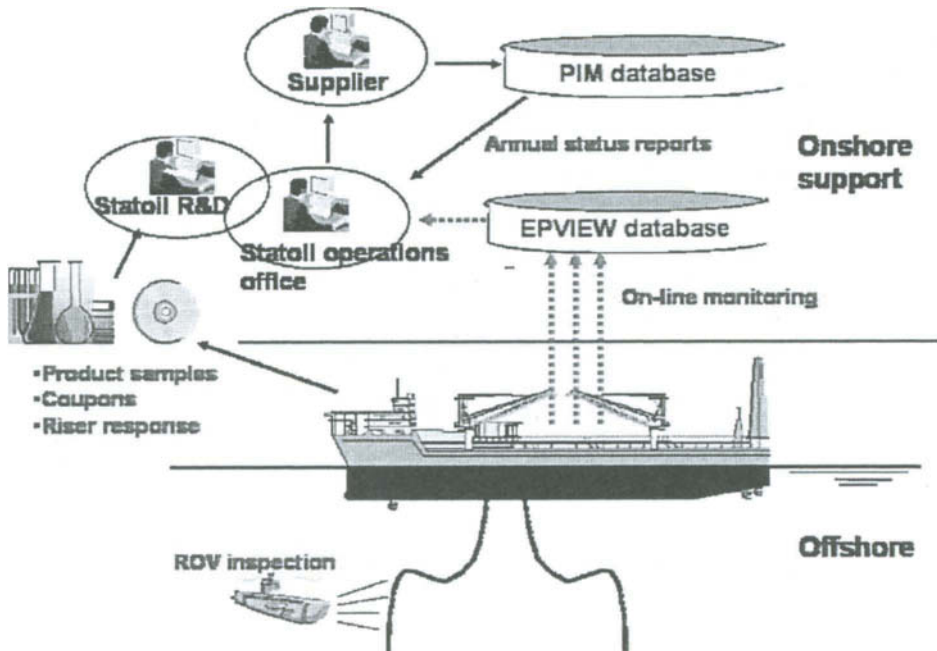 Supplier
PIM database
Annual status reports
Onshore
support
Statoil R&D
Statoil operations
office
EPVIEW database
On-line monitoring
•Product samples
•Coupons
•Riser response
ROV inspection
Offshore